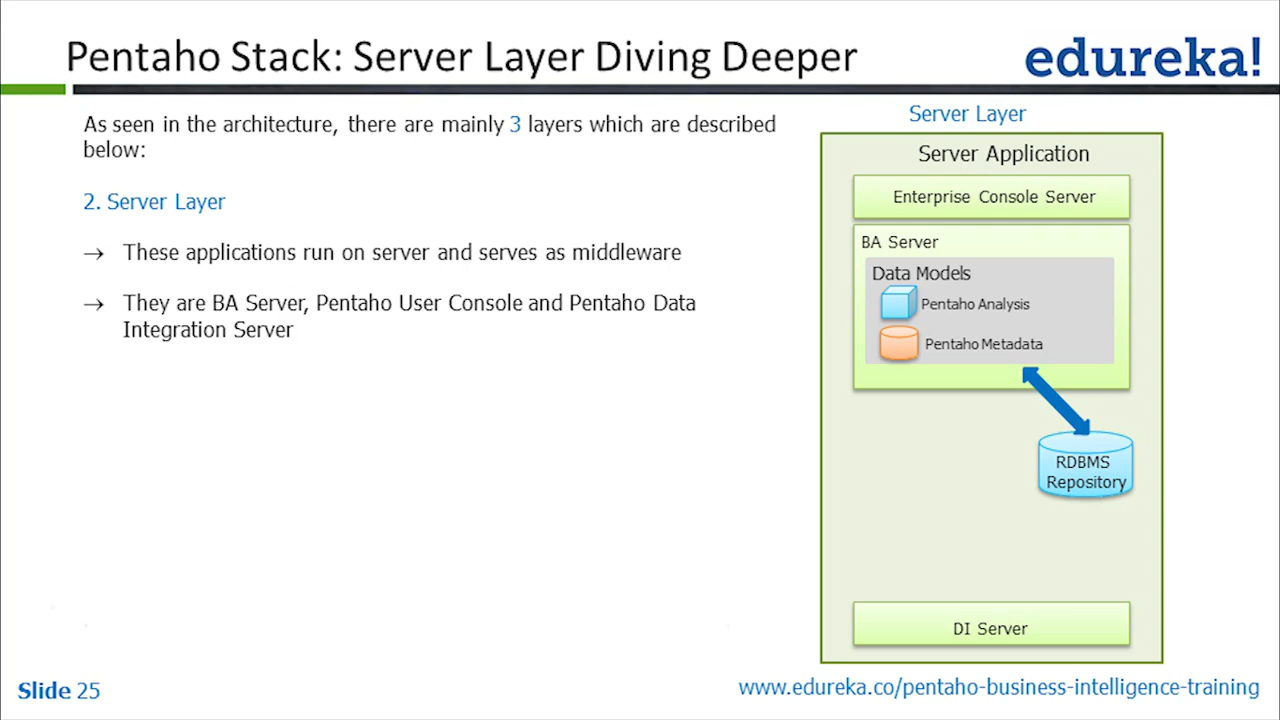 Pentaho Stack: Server Layer Diving Deeper
edureka!
As seen in the architecture, there are mainly 3 layers which are described
below:
2. Server Layer
→ These applications run on server and serves as middleware
→ They are BA Server, Pentaho User Console and Pentaho Data
Integration Server
Server Layer
Server Application
Enterprise Console Server
BA Server
Data Models
Pentaho Analysis
Pentaho Metadata
RDBMS
Repository
DI Server
Slide 25
www.edureka.co/pentaho-business-intelligence-training